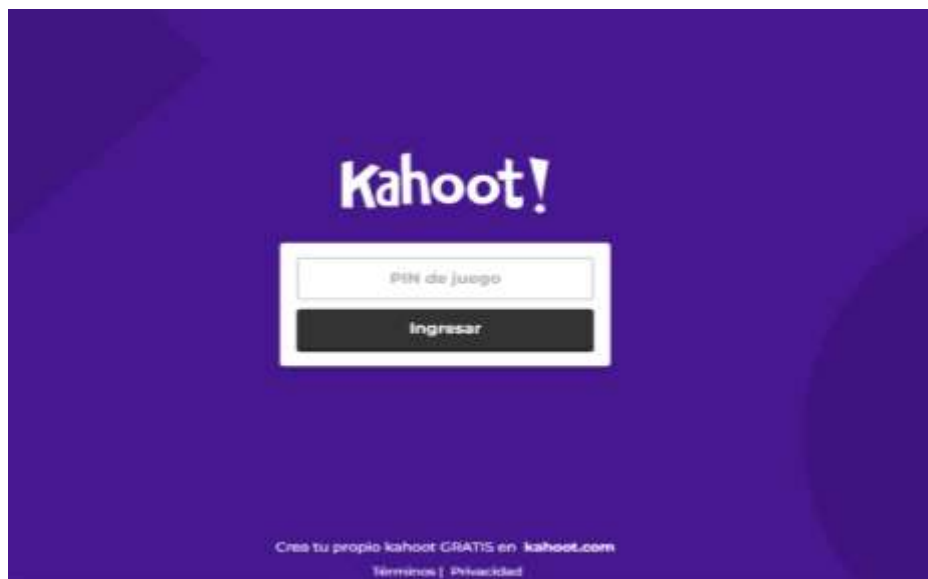 Kahoot!
PIN de juego
Ingresar
Crea tu propio kahoot GRATIS en kahoot.com
Términos | Privacidad